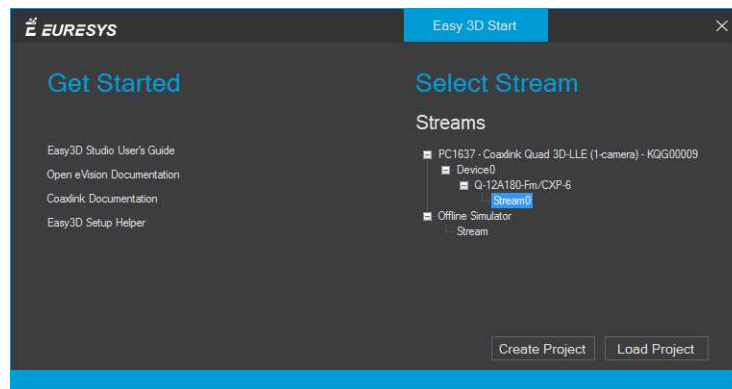 EURESYS
Easy 3D Start
Get Started
Easy3D Studio User's Guide
Open eVision Documentation
Coaxlink Documentation
Easy3D Setup Helper
Select Stream
Streams
PC1637 - Coaxlink Quad 3D-LLE (1-camera) - KQG00009
Device0
Q-12A180-Fm/CXP-6
Stream0
Offline Simulator
Stream
Create Project
Load Project